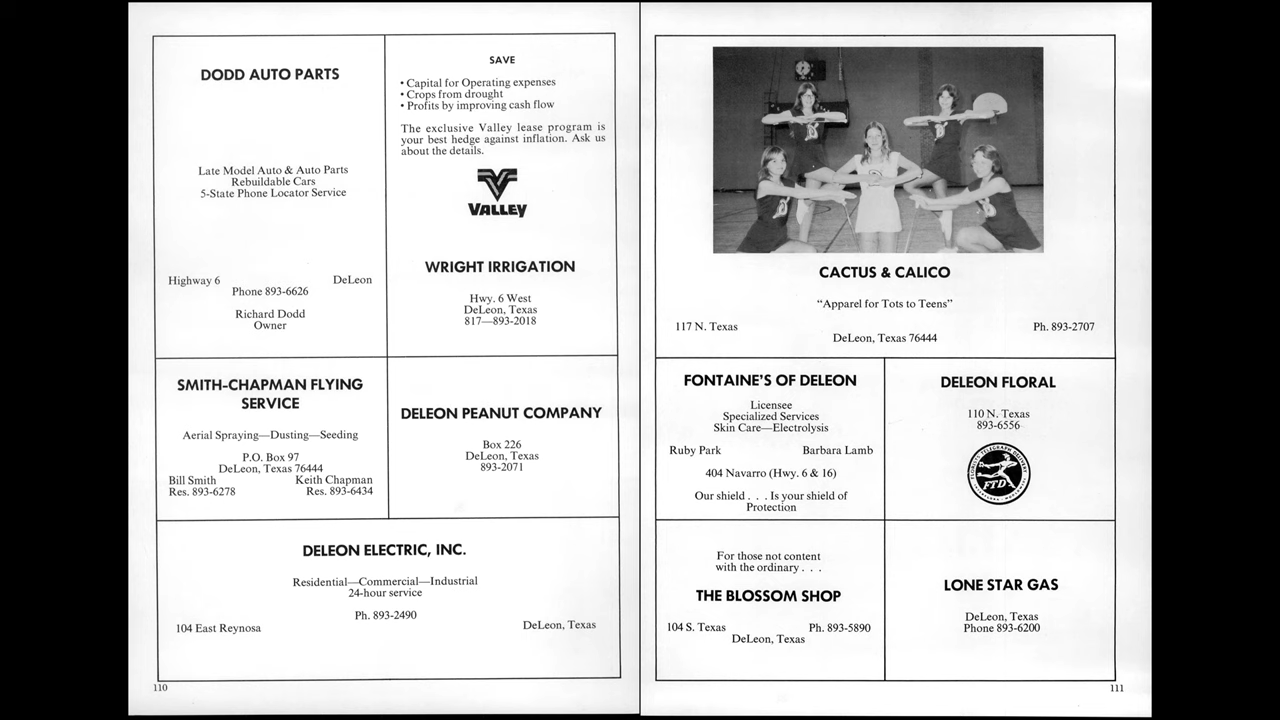 DODD AUTO PARTS
Late Model Auto & Auto Parts
Rebuildable Cars
5-State Phone Locator Service
Highway 6 DeLeon
Phone 893-6626
Richard Dodd
Owner
SAVE
• Capital for Operating expenses
• Crops from drought
• Profits by improving cash flow
The exclusive Valley lease program is
your best hedge against inflation. Ask us
about the details.
VALLEY
WRIGHT IRRIGATION
Hwy. 6 West
DeLeon, Texas
817—893-2018
SMITH-CHAPMAN FLYING
SERVICE
Aerial Spraying—Dusting—Seeding
P.O. Box 97
DeLeon, Texas 76444
Bill Smith Keith Chapman
Res. 893-6278 Res. 893-6434
DELEON PEANUT COMPANY
Box 226
DeLeon, Texas
893-2071
DELEON ELECTRIC, INC.
Residential—Commercial—Industrial
24-hour service
Ph. 893-2490
104 East Reynosa DeLeon, Texas
110
CACTUS & CALICO
“Apparel for Tots to Teens”
117 N. Texas Ph. 893-2707
DeLeon, Texas 76444
FONTAINE'S OF DELEON
Licensee
Specialized Services
Skin Care—Electrolysis
Ruby Park Barbara Lamb
404 Navarro (Hwy. 6 & 16)
Our shield . . . Is your shield of
Protection
DELEON FLORAL
110 N. Texas
893-6556
FTD
For those not content
with the ordinary . . .
THE BLOSSOM SHOP
104 S. Texas Ph. 893-5890
DeLeon, Texas
LONE STAR GAS
DeLeon, Texas
Phone 893-6200
111